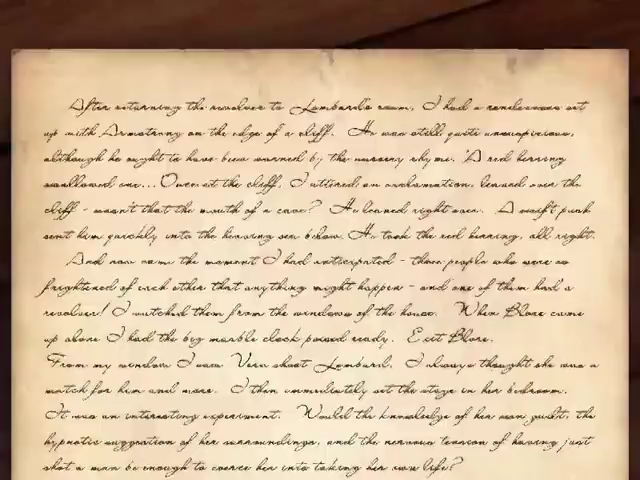 After returning the revolver to Lombard's room, I had a rendezvous set
up with Armstrong on the edge of a cliff. He was still quite unsuspicious,
although he ought to have been warned by the nursery rhyme. 'A red herring
swallowed one... Over at the cliff, I uttered an exclamation, leaned over the
cliff - wasn't that the mouth of a cave? He leaned right over. A swift push
sent him quickly into the heaving sea below. He took the red herring, all right.
And now came the moment I had anticipated - three people who were so
frightened of each other that anything might happen - and one of them had a
revolver! I watched them from the windows of the house. When Blore came
up alone I had the big marble clock poised ready. Exit Blore.
From my window I saw Vera shoot Lombard. I always thought she was a
match for him and more. I then immediately set the stage in her bedroom.
It was an interesting experiment. Would the knowledge of her own guilt, the
hypnotic suggestion of her surroundings, and the nervous tension of having just
shot a man be enough to coerce her into taking her own life?